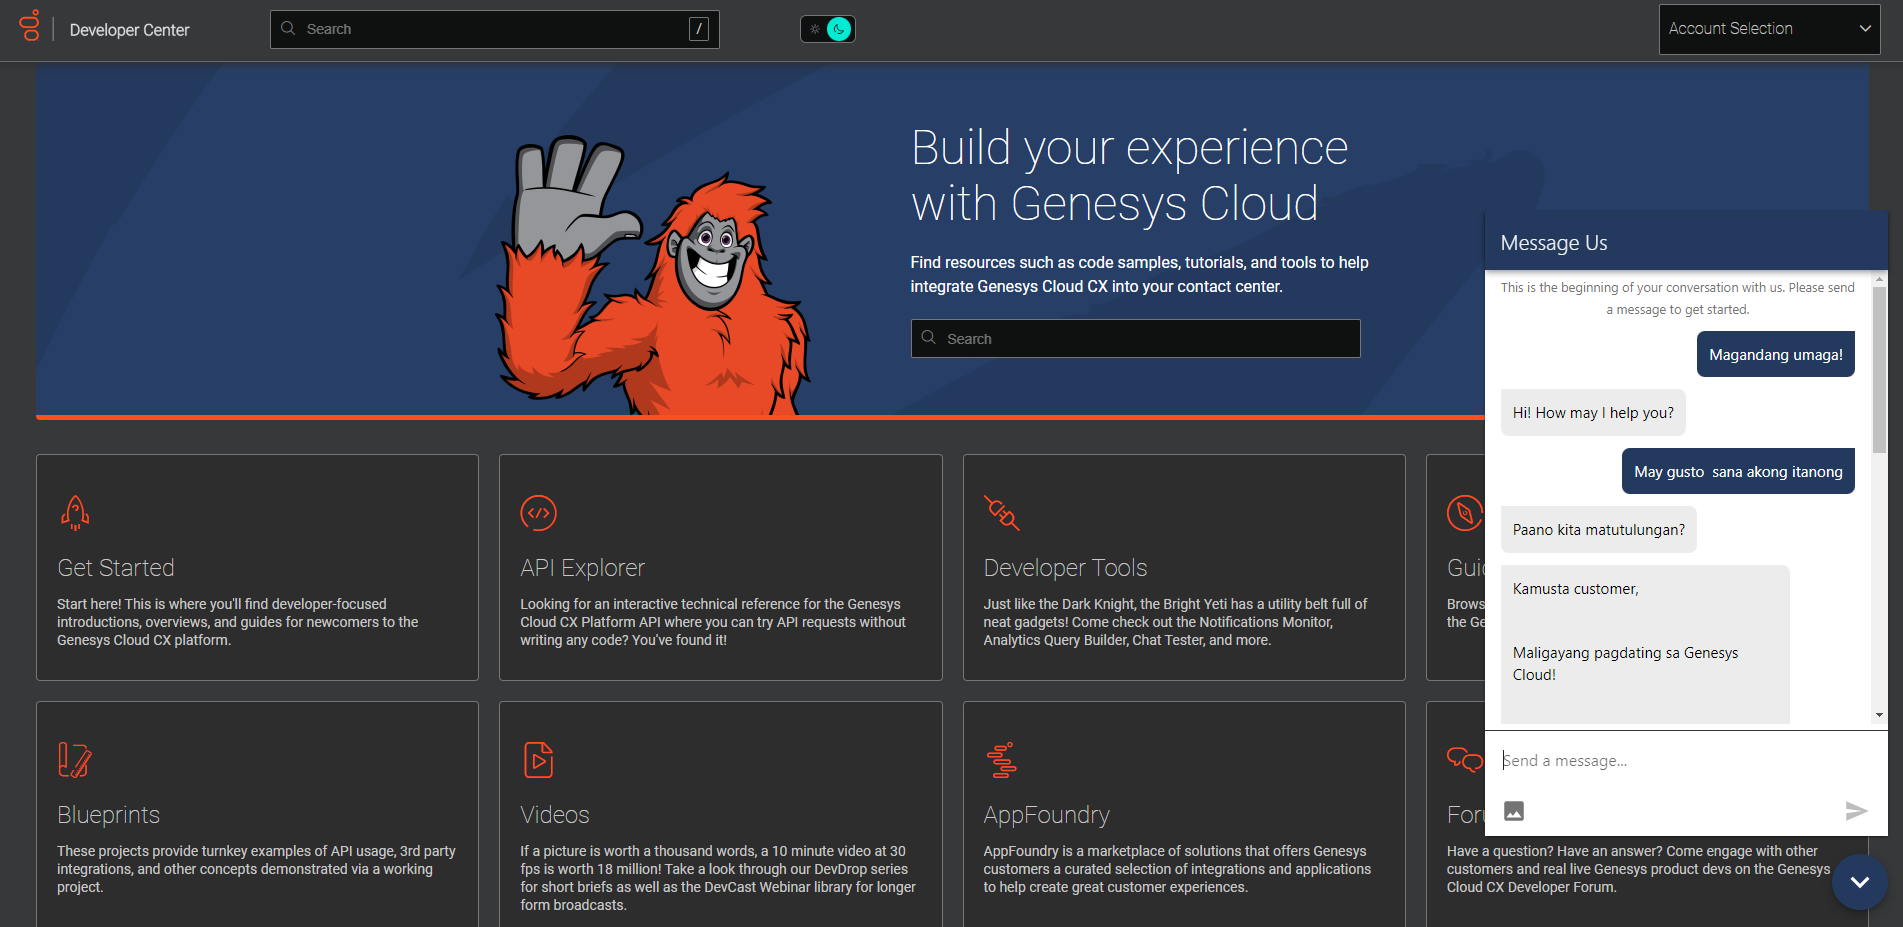 Developer Center
Search
/
Account Selection
Build your experience
with Genesys Cloud
Find resources such as code samples, tutorials, and tools to help
integrate Genesys Cloud CX into your contact center.
Search
Get Started
Start here! This is where you'll find developer-focused
introductions, overviews, and guides for newcomers to the
Genesys Cloud CX platform.
API Explorer
Looking for an interactive technical reference for the Genesys
Cloud CX Platform API where you can try API requests without
writing any code? You've found it!
Developer Tools
Just like the Dark Knight, the Bright Yeti has a utility belt full of
neat gadgets! Come check out the Notifications Monitor,
Analytics Query Builder, Chat Tester, and more.
Blueprints
These projects provide turnkey examples of API usage, 3rd party
integrations, and other concepts demonstrated via a working
project.
Videos
If a picture is worth a thousand words, a 10 minute video at 30
fps is worth 18 million! Take a look through our DevDrop series
for short briefs as well as the DevCast Webinar library for longer
form broadcasts.
AppFoundry
AppFoundry is a marketplace of solutions that offers Genesys
customers a curated selection of integrations and applications
to help create great customer experiences.
Have a question? Have an answer? Come engage with other
customers and real live Genesys product devs on the Genesys
Cloud CX Developer Forum.
Message Us
This is the beginning of your conversation with us. Please send
a message to get started.
Magandang umaga!
Hi! How may I help you?
May gusto  sana akong itanong
Paano kita matutulungan?
Kamusta customer,
Maligayang pagdating sa Genesys
Cloud!
Send a message...